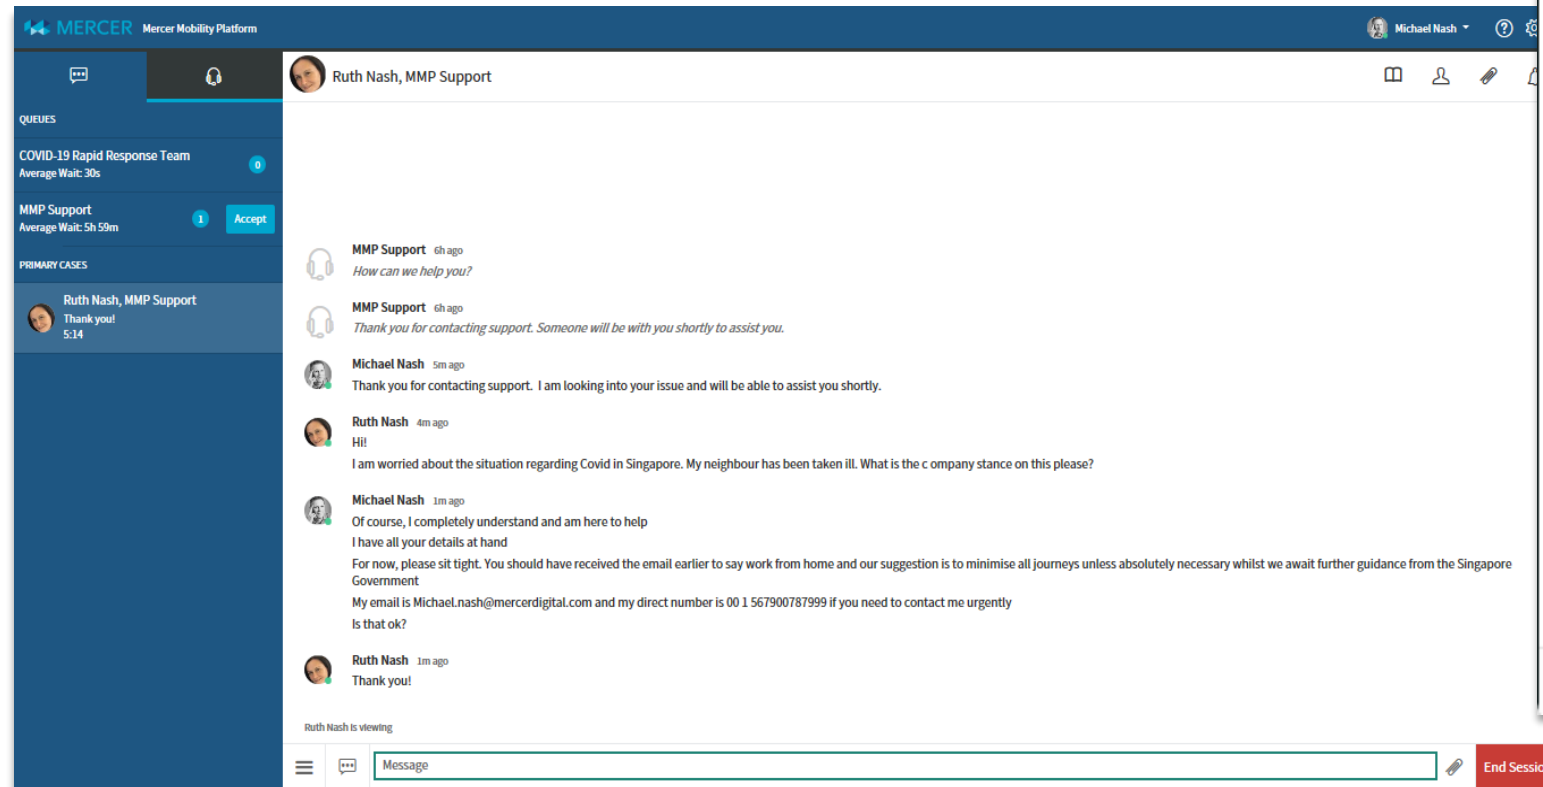 MERCER Mercer Mobility Platform
Michael Nash
Ruth Nash, MMP Support
QUEUES
COVID-19 Rapid Response Team
Average Wait: 30s
0
MMP Support
Average Wait: 5h 59m
1
Accept
PRIMARY CASES
Ruth Nash, MMP Support
Thank you!
5:14
MMP Support 6h ago
How can we help you?
MMP Support 6h ago
Thank you for contacting support. Someone will be with you shortly to assist you.
Michael Nash 5m ago
Thank you for contacting support. I am looking into your issue and will be able to assist you shortly.
Ruth Nash 4m ago
Hi!
I am worried about the situation regarding Covid in Singapore. My neighbour has been taken ill. What is the c ompany stance on this please?
Michael Nash 1m ago
Of course, I completely understand and am here to help
I have all your details at hand
For now, please sit tight. You should have received the email earlier to say work from home and our suggestion is to minimise all journeys unless absolutely necessary whilst we await further guidance from the Singapore
Government
My email is Michael.nash@mercerdigital.com and my direct number is 00 1 567900787999 if you need to contact me urgently
Is that ok?
Ruth Nash 1m ago
Thank you!
Ruth Nash is viewing
Message
End Sessio